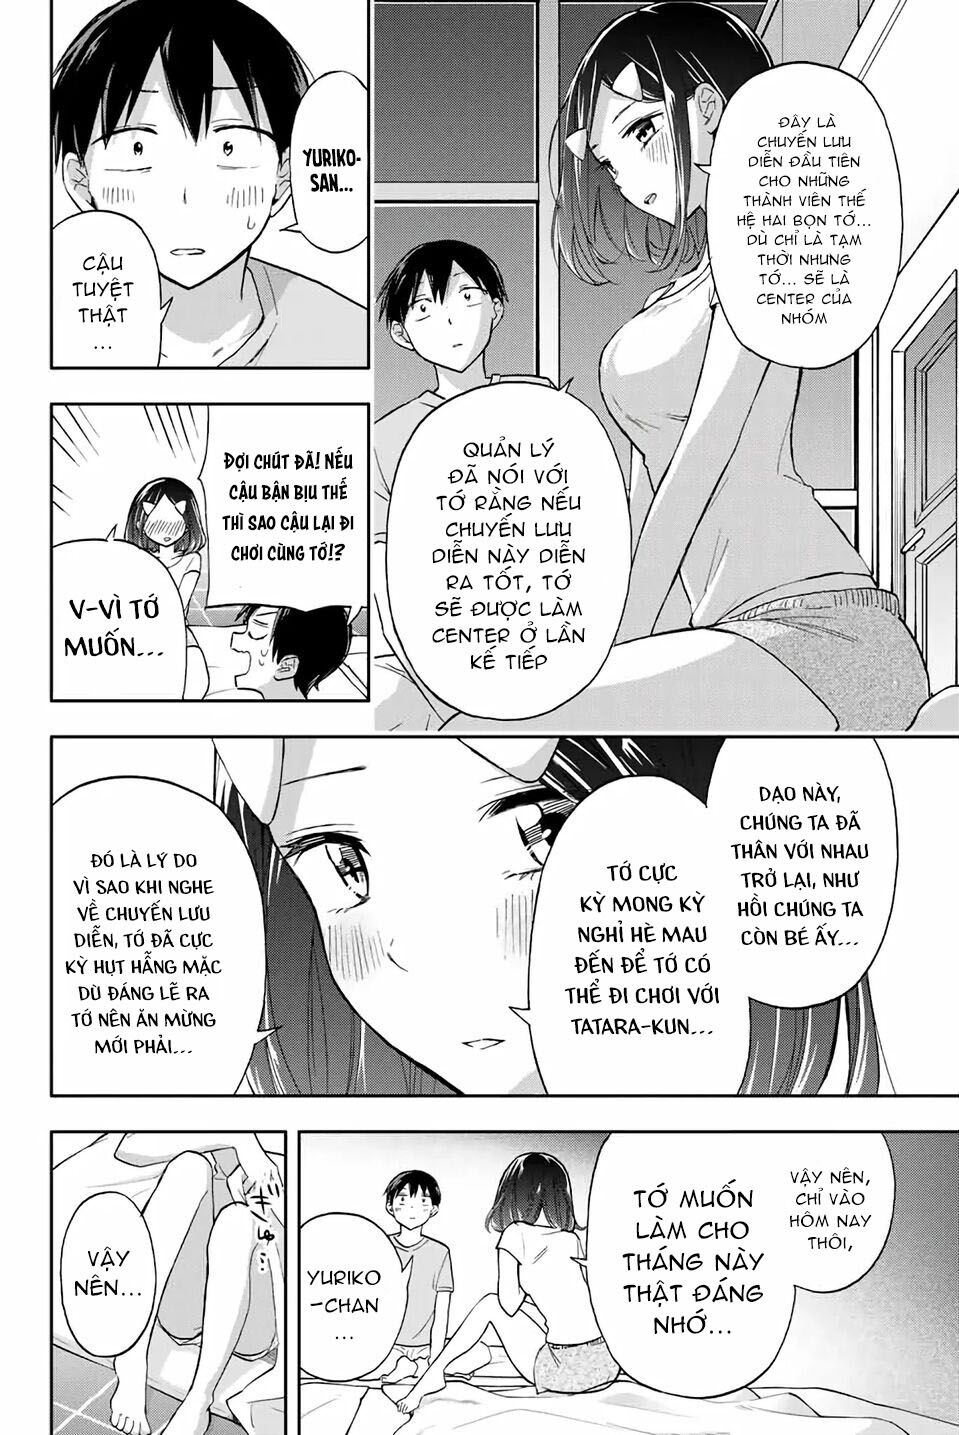 ĐÂY LÀ
CHUYẾN LƯU
DIỄN ĐẦU TIÊN
CHO NHỮNG
THÀNH VIÊN THẾ
HỆ HAI BỌN TỚ...
DÙ CHỈ LÀ TẠM
THỜI NHƯNG
TỚ... SẼ LÀ
CENTER CỦA
NHÓM
QUẢN LÝ
ĐÃ NÓI VỚI
TỚ RẰNG NẾU
CHUYẾN LƯU
DIỄN NÀY DIỄN
RA TỐT, TỚ
SẼ ĐƯỢC LÀM
CENTER Ở LẦN
KẾ TIẾP
YURIKO-
SAN...
CẬU
TUYỆT
THẬT
...
ĐỢI CHÚT ĐÃ! NẾU
CẬU BẬN BỊU THẾ
THÌ SAO CẬU LẠI ĐI
CHƠI CÙNG TỚ!?
V-VÌ TỚ
MUỐN...
DẠO NÀY,
CHÚNG TA ĐÃ
THÂN VỚI NHAU
TRỞ LẠI, NHƯ
HỒI CHÚNG TA
CÒN BÉ ẤY...
TỚ CỰC
KỲ MONG KỲ
NGHỈ HÈ MAU
ĐẾN ĐỂ TỚ CÓ
THỂ ĐI CHƠI VỚI
TATARA-KUN...
ĐÓ LÀ LÝ DO
VÌ SAO KHI NGHE
VỀ CHUYẾN LƯU
DIỄN, TỚ ĐÃ CỰC
KỲ HỤT HẪNG MẶC
DÙ ĐÁNG LẼ RA
TỚ NÊN ĂN MỪNG
MỚI PHẢI...
VẬY NÊN,
CHỈ VÀO
HÔM NAY
THÔI,
TỚ MUỐN
LÀM CHO
THÁNG NÀY
THẬT ĐÁNG
NHỚ...
YURIKO
-CHAN
...
VẬY
NÊN...